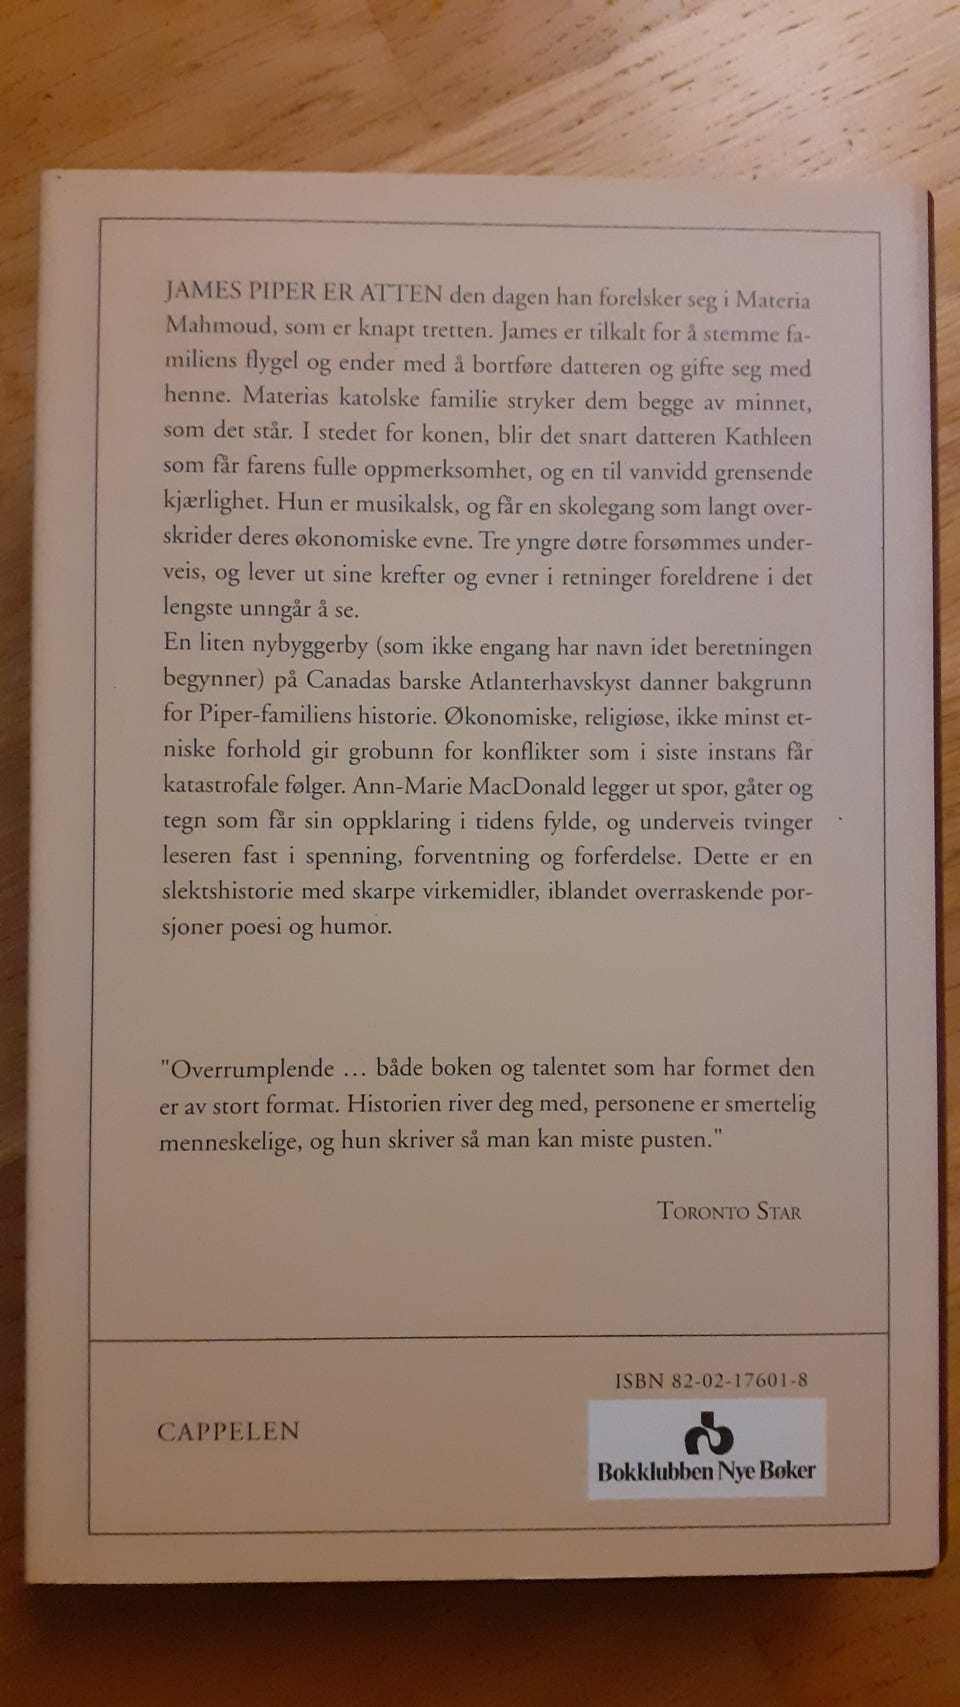 JAMES PIPER ER ATTEN den dagen han forelsker seg i Materia
Mahmoud, som er knapt tretten. James er tilkalt for å stemme fa-
miliens flygel og ender med å bortføre datteren og gifte seg med
henne. Materias katolske familie stryker dem begge av minnet,
som det står. I stedet for konen, blir det snart datteren Kathleen
som får farens fulle oppmerksomhet, og en til vanvidd grensende
kjærlighet. Hun er musikalsk, og får en skolegang som langt over-
skrider deres økonomiske evne. Tre yngre døtre forsømmes under-
veis, og lever ut sine krefter og evner i retninger foreldrene i det
lengste unngår å se.
En liten nybyggerby (som ikke engang har navn idet beretningen
begynner) på Canadas barske Atlanterhavskyst danner bakgrunn
for Piper-familiens historie. Økonomiske, religiøse, ikke minst et-
niske forhold gir grobunn for konflikter som i siste instans får
katastrofale følger. Ann-Marie MacDonald legger ut spor, gåter og
tegn som får sin oppklaring i tidens fylde, og underveis tvinger
leseren fast i spenning, forventning og forferdelse. Dette er en
slektshistorie med skarpe virkemidler, iblandet overraskende por-
sjoner poesi og humor.
"Overrumplende ... både boken og talentet som har formet den
er av stort format. Historien river deg med, personene er smertelig
menneskelige, og hun skriver så man kan miste pusten."
TORONTO STAR
ISBN 82-02-17601-8
CAPPELEN
Bokklubben Nye Bøker